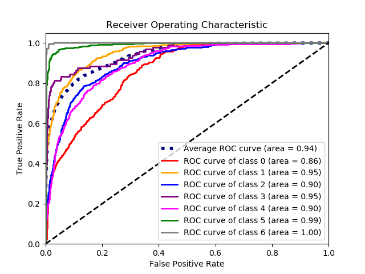 Receiver Operating Characteristic
1.0
0.8
0.6
0.4
0.2
0.0
True Positive Rate
Average ROC curve (area = 0.94)
ROC curve of class 0 (area = 0.86)
ROC curve of class 1 (area = 0.95)
ROC curve of class 2 (area = 0.90)
ROC curve of class 3 (area = 0.95)
ROC curve of class 4 (area = 0.90)
ROC curve of class 5 (area = 0.99)
ROC curve of class 6 (area = 1.00)
0.0 0.2 0.4 0.6 0.8 1.0
False Positive Rate